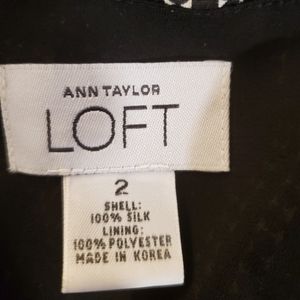 ANN TAYLOR
LOFT
2
SHELL:
100% SILK
LINING:
100% POLYESTER
MADE IN KOREA